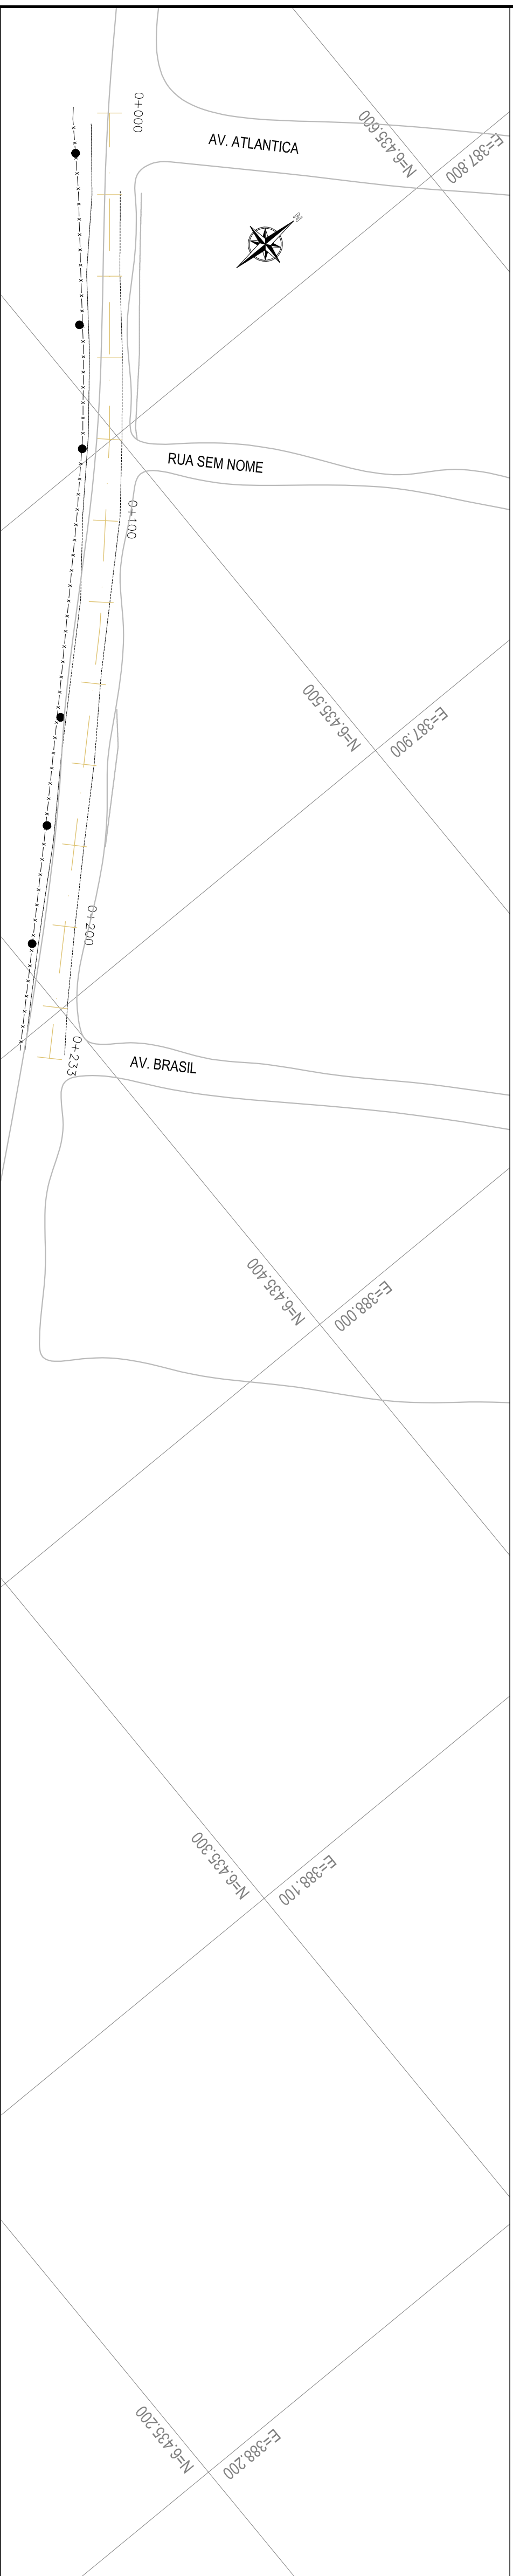 0+000
N=6.435.600
E=387.800
AV. ATLANTICA
N
RUA SEM NOME
0+100
N=6.435.500
E=387.900
0+200
0+233
AV. BRASIL
N=6.435.400
E=388.000
N=6.435.300
E=388.100
N=6.435.200
E=388.200